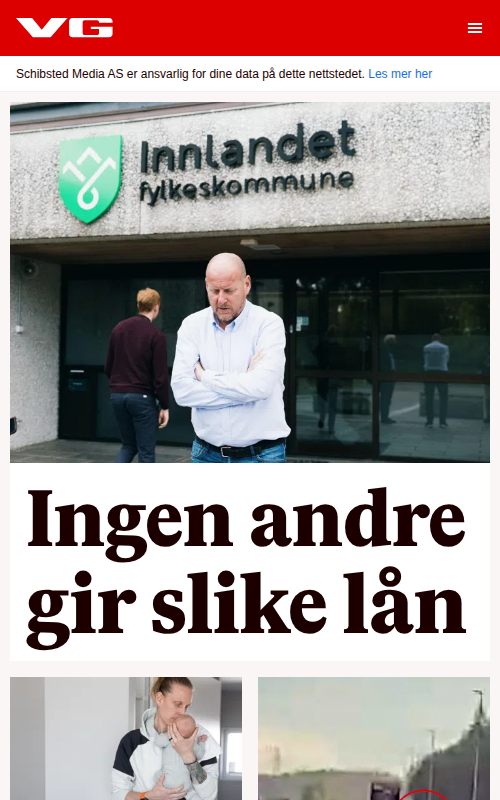 VG
Schibsted Media AS er ansvarlig for dine data på dette nettstedet. Les mer her
Innlandet
fylkeskommune
Ingen andre
gir slike lån